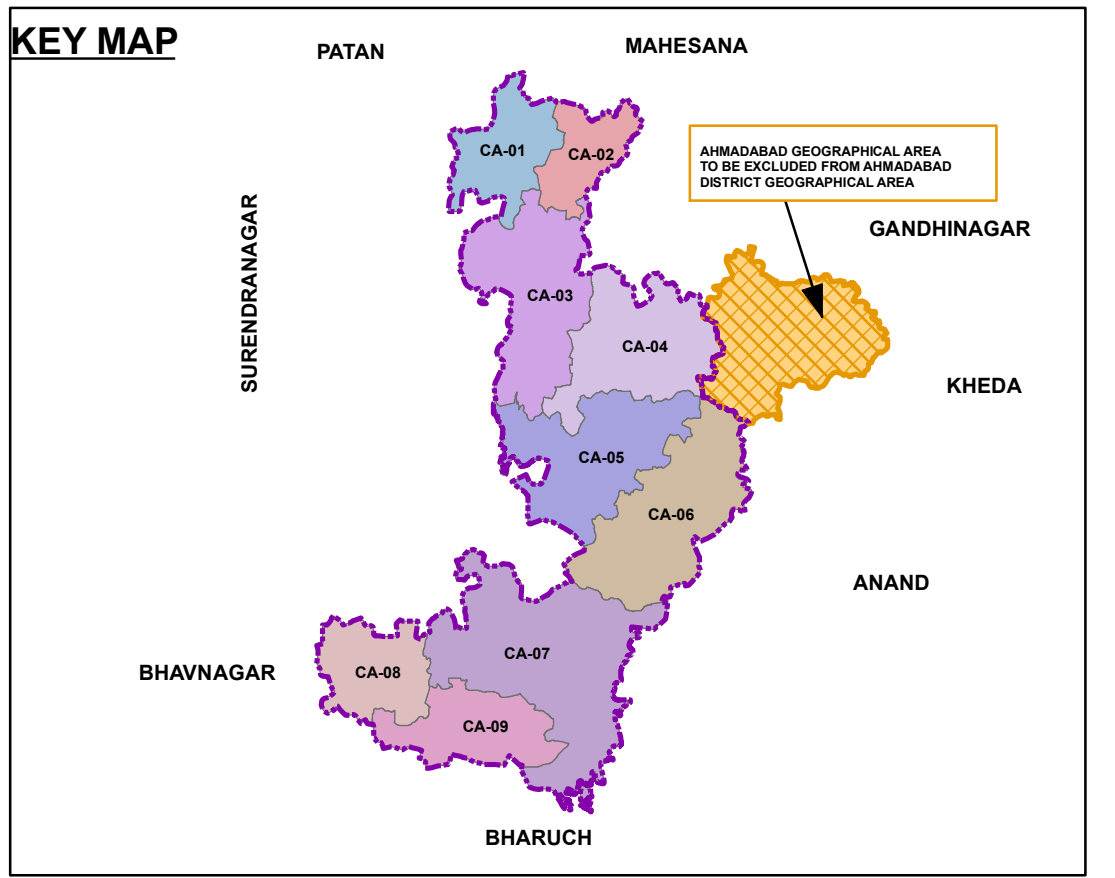 KEY MAP
PATAN
MAHESANA
CA-01
CA-02
AHMADABAD GEOGRAPHICAL AREA
TO BE EXCLUDED FROM AHMADABAD
DISTRICT GEOGRAPHICAL AREA
GANDHINAGAR
SURENDRANAGAR
CA-03
CA-04
KHEDA
CA-05
CA-06
ANAND
CA-07
BHAVNAGAR
CA-08
CA-09
BHARUCH